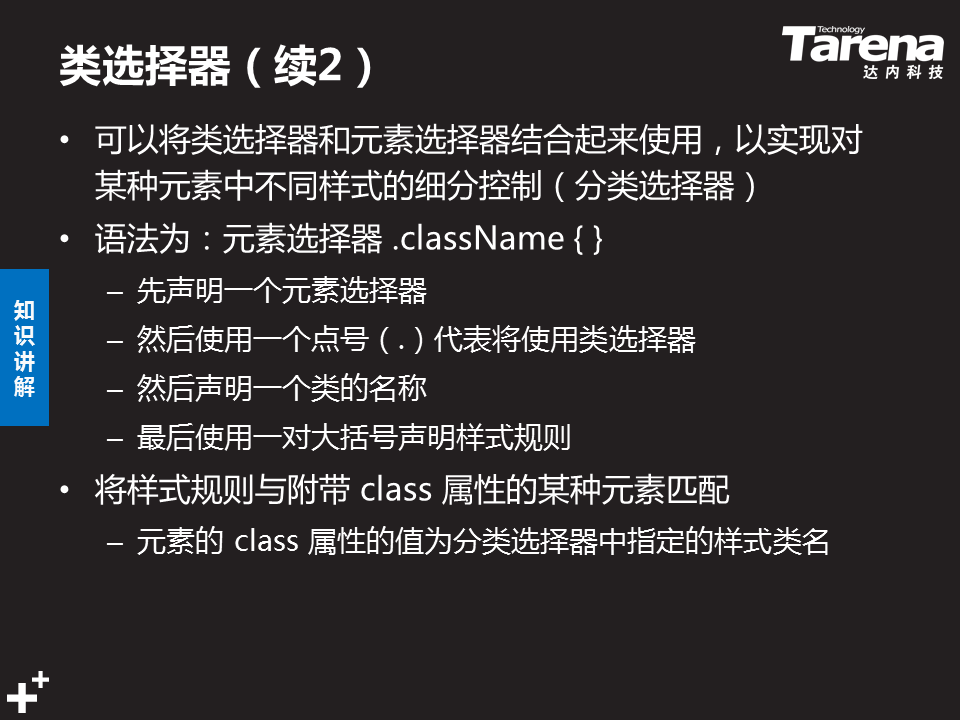 类选择器（续2）
Technology
Tarena
达内科技
• 可以将类选择器和元素选择器结合起来使用，以实现对
某种元素中不同样式的细分控制（分类选择器）
• 语法为：元素选择器 .className { }
– 先声明一个元素选择器
– 然后使用一个点号（.）代表将使用类选择器
– 然后声明一个类的名称
– 最后使用一对大括号声明样式规则
• 将样式规则与附带 class 属性的某种元素匹配
– 元素的 class 属性的值为分类选择器中指定的样式类名
知
识
讲
解